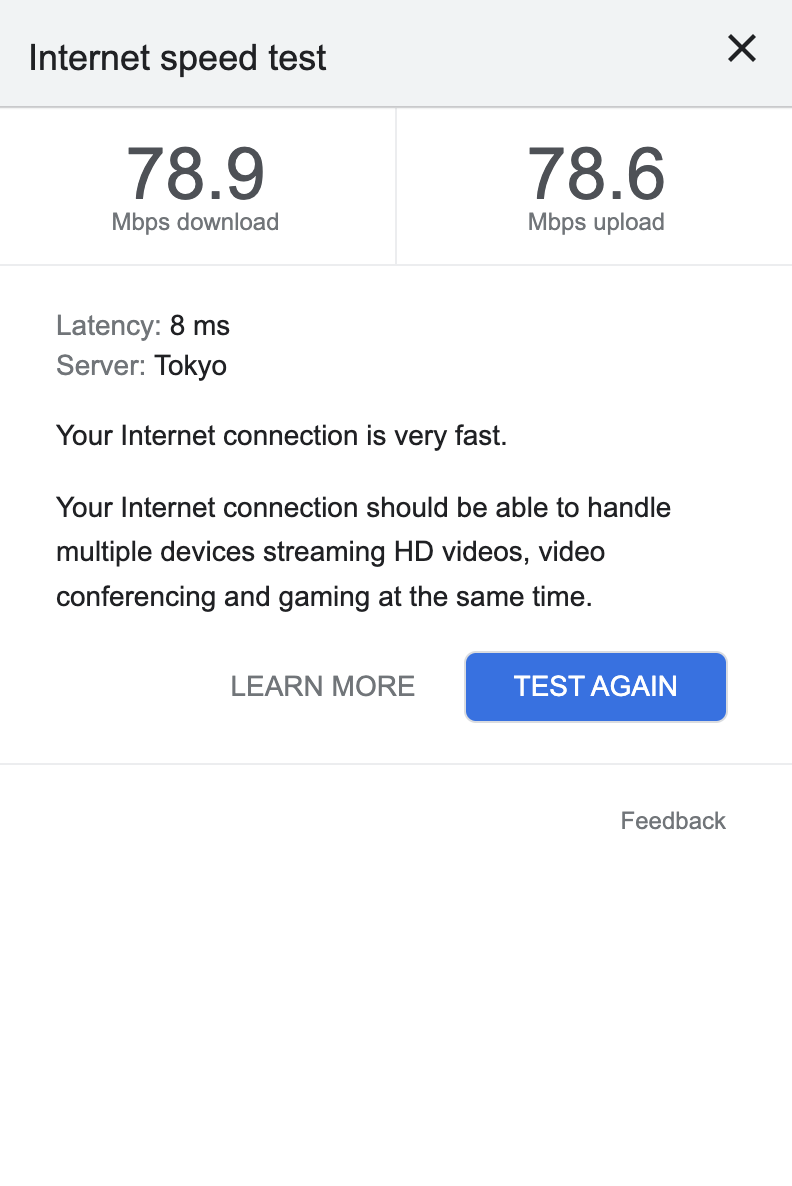 Internet speed test
78.9
Mbps download
78.6
Mbps upload
Latency: 8 ms
Server: Tokyo
Your Internet connection is very fast.
Your Internet connection should be able to handle
multiple devices streaming HD videos, video
conferencing and gaming at the same time.
LEARN MORE
TEST AGAIN
Feedback